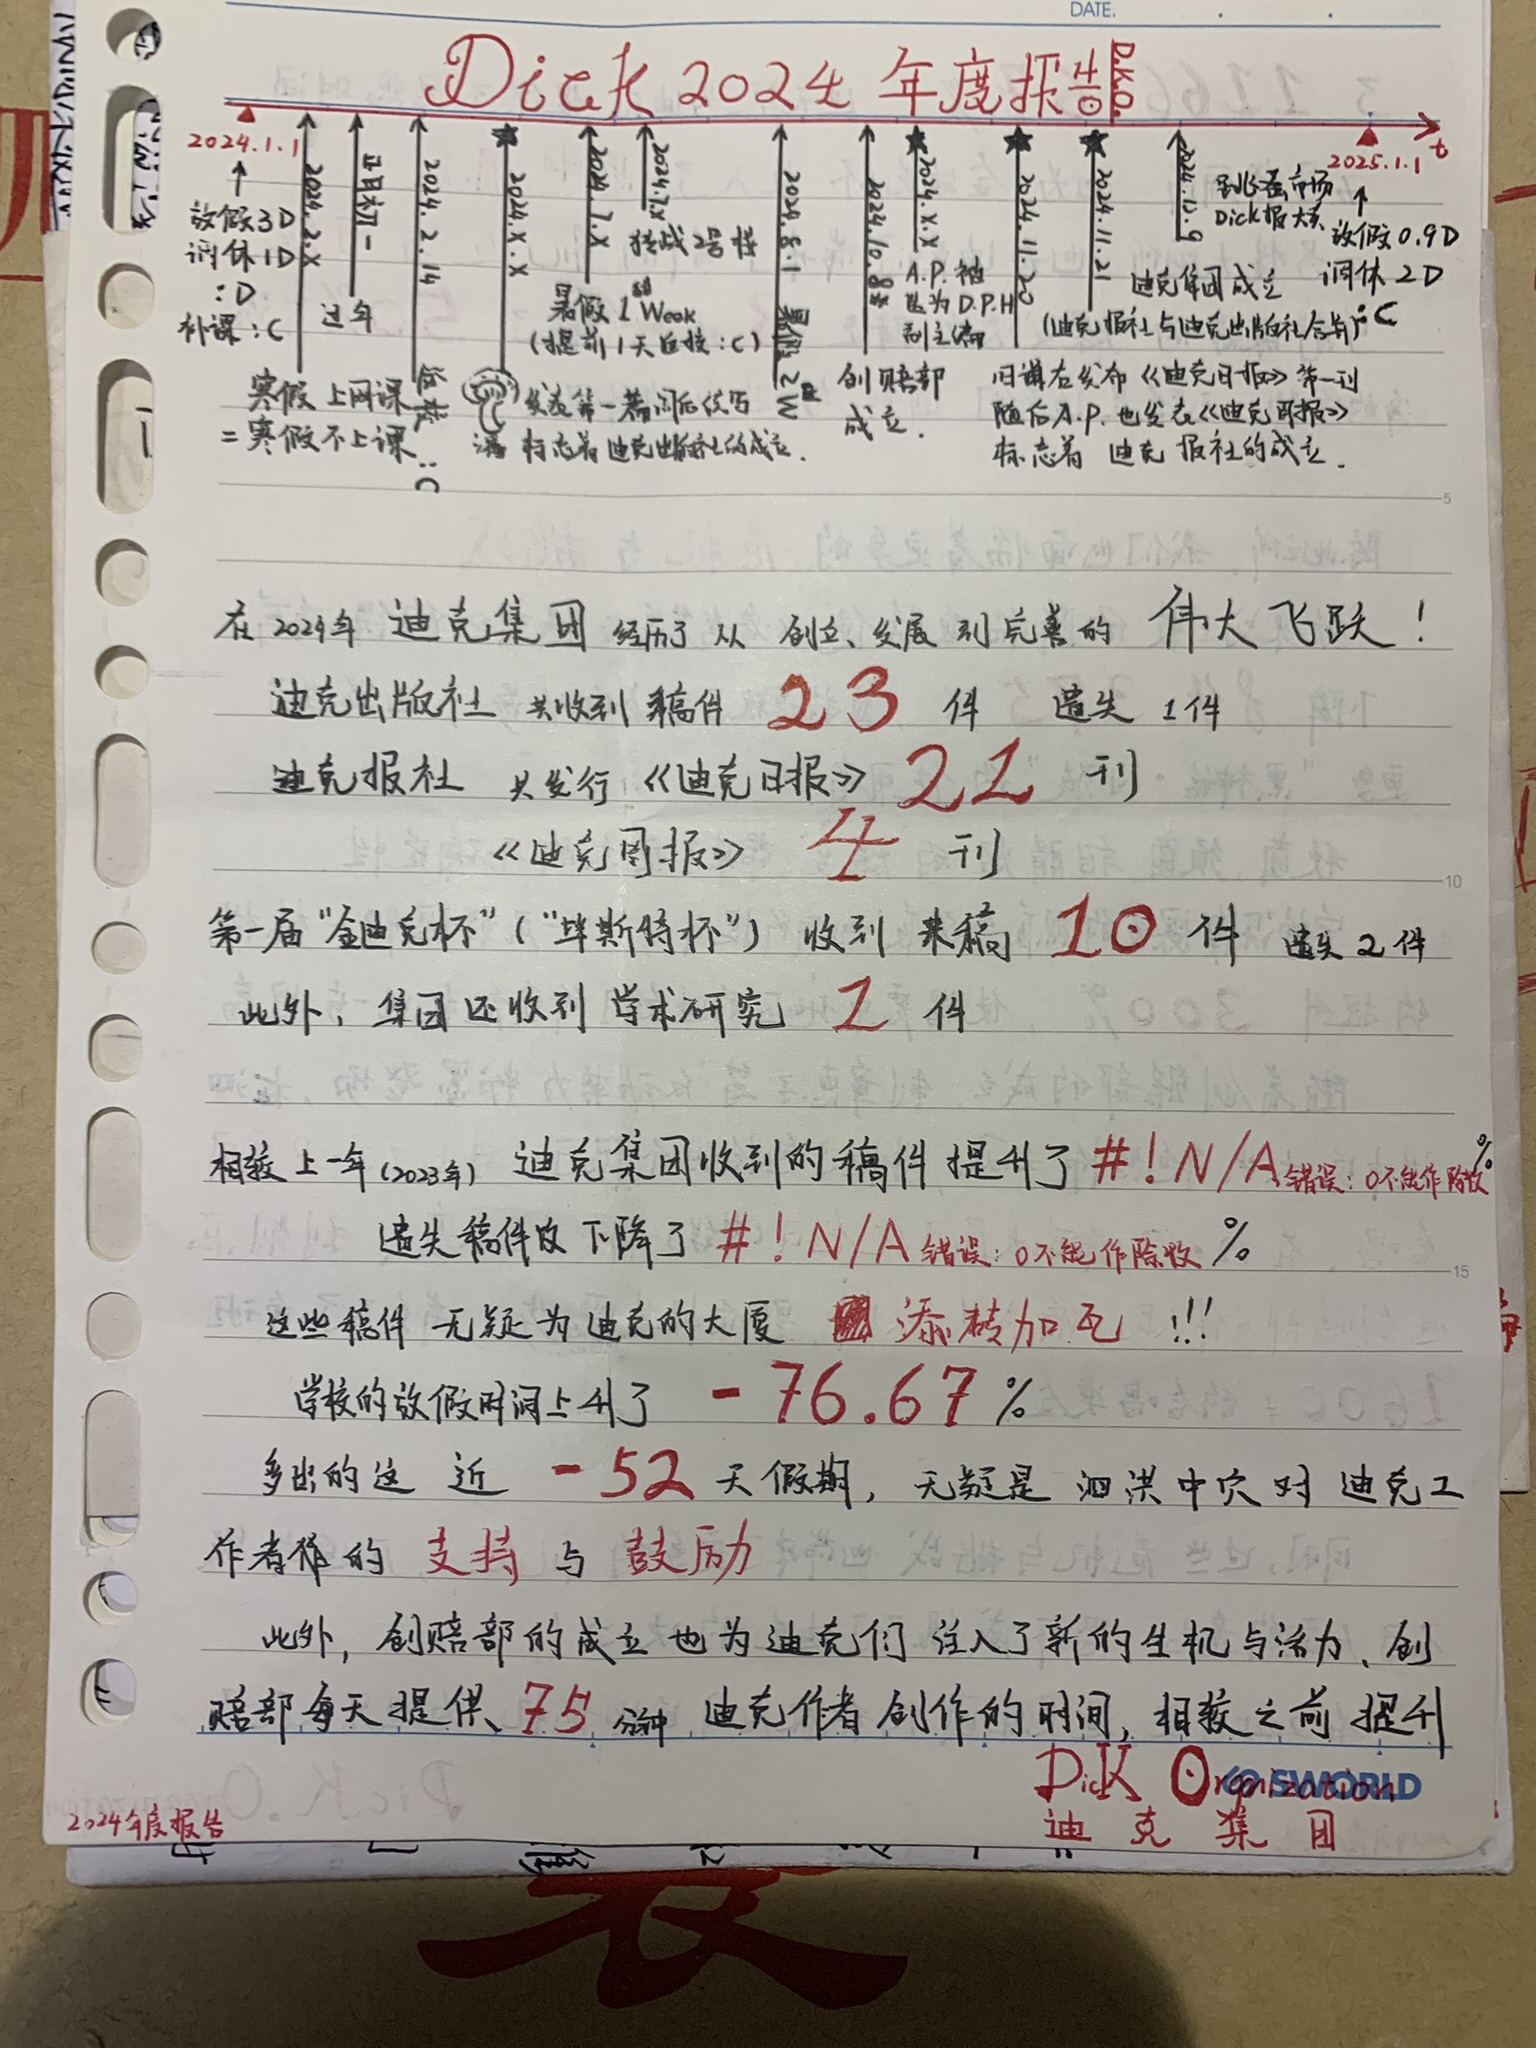 DATE.
Dick 2024 年度报告 D.K.O.
2024.1.1
放假3D
调休1D
:D
补课:C
2024.2.X
寒假上网课
=寒假不上课
正月初一
过年
2024.2.14
:C
2024.X.X
发表第一篇
标志着迪克出版社的成立.
2024.7.X
暑假1 Week
(提前1天返校:C)
2024.7.X
挑战2号楼
2024.8.1
暑假2W
2024.10.8
创赔部
成立.
2024.X.X
A.P.被
选为D.P.H
副主编
2024.11.20
发布《迪克日报》第一刊
随后A.P.也发表《迪克周报》
标志着 迪克报社的成立.
2024.11.21
迪克集团成立
(迪克报社与迪克出版社合并)
2024.12.9
跳蚤市场
Dick报大卖
2025.1.1
t
放假0.9D
调休2D
:C
在2024年 迪克集团 经历了从 创立、发展 到完善的 伟大飞跃!
迪克出版社 共收到 稿件 23 件 遗失1件
迪克报社 共发行《迪克日报》21 刊
《迪克周报》 4 刊
第一届“金迪克杯”(“毕斯特杯”) 收到 来稿 10 件 遗失2件
此外, 集团还收到 学术研究 1 件
相较上一年(2023年) 迪克集团收到的稿件提升了 #!N/A 错误:0不能作除数 %
遗失稿件数 下降了 #!N/A 错误:0不能作除数 %
这些稿件 无疑为迪克的大厦 添砖加瓦 !!!
学校的放假时间上升了 -76.67%
多出的这 近 -52 天假期, 无疑是 泗洪中穴 对 迪克工
作者 的 支持 与 鼓励
此外, 创赔部的成立也为迪克们 注入了新的生机与活力、创
赔部每天提供 75 分钟 迪克作者创作的时间, 相较之前 提升
DicK Organization
SWORLD
迪克集团
2024年度报告